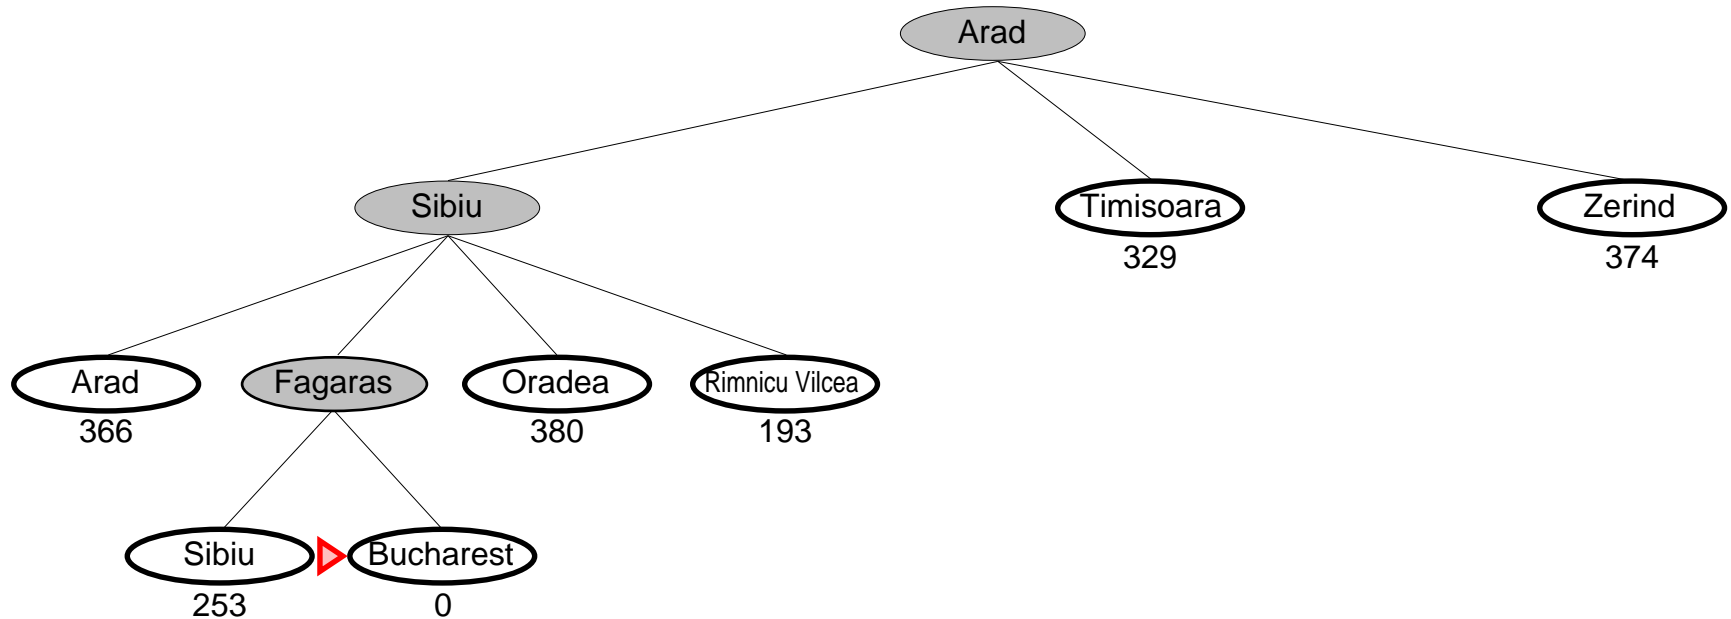 Arad
Sibiu
Timisoara
Zerind
329
374
Arad
Fagaras
Oradea
Rimnicu Vilcea
366
380
193
Sibiu
Bucharest
253
0